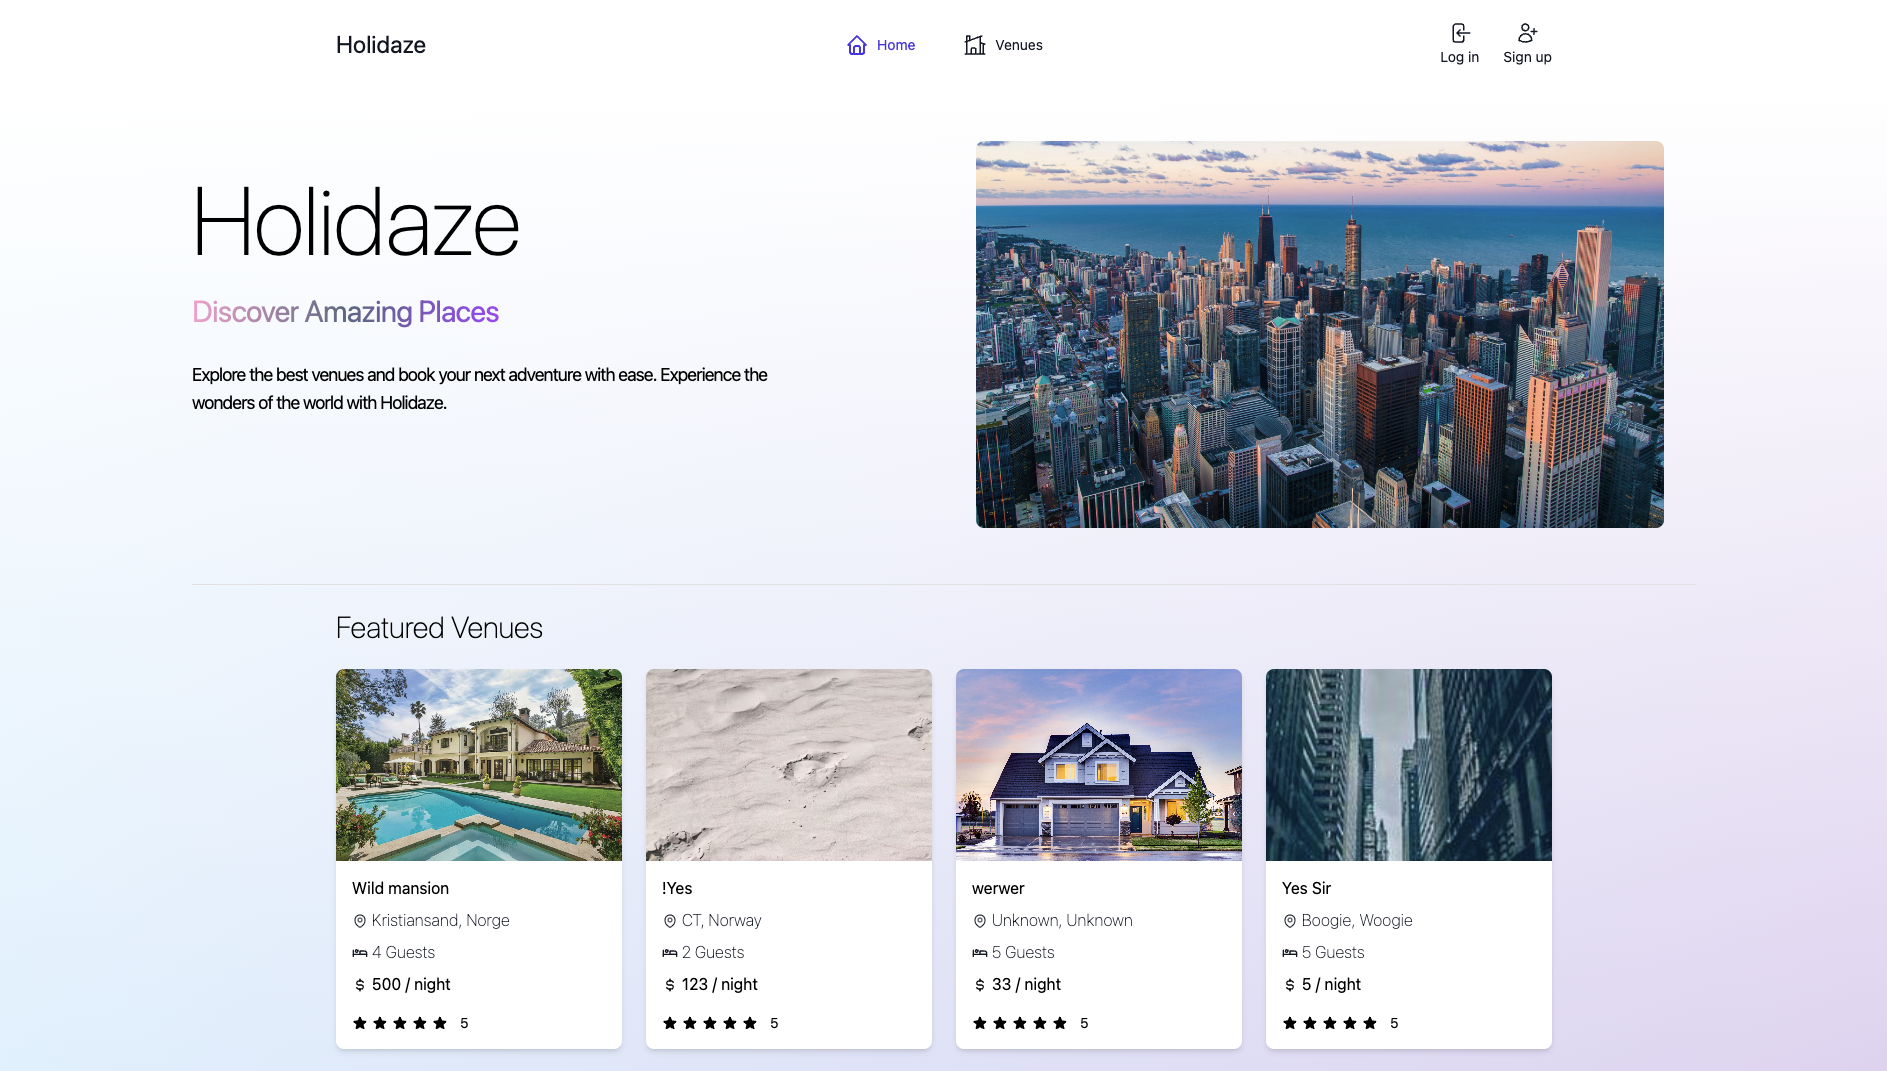 Holidaze
Home
Venues
Log in
Sign up
Holidaze
Discover Amazing Places
Explore the best venues and book your next adventure with ease. Experience the
wonders of the world with Holidaze.
Featured Venues
Wild mansion
Kristiansand, Norge
4 Guests
$ 500 / night
5
!Yes
CT, Norway
2 Guests
$ 123 / night
5
werwer
Unknown, Unknown
5 Guests
$ 33 / night
5
Yes Sir
Boogie, Woogie
5 Guests
$ 5 / night
5